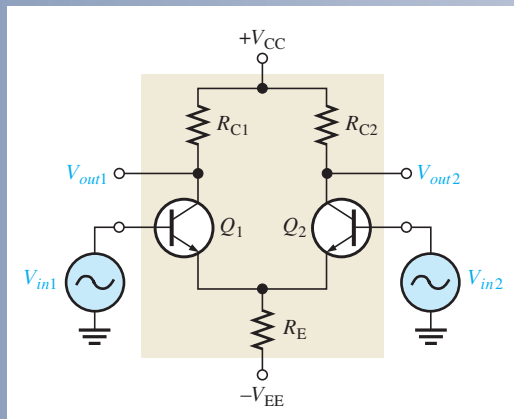 +VCC
RC1
RC2
Vout1
Vout2
Q1
Q2
Vin1
Vin2
RE
−VEE